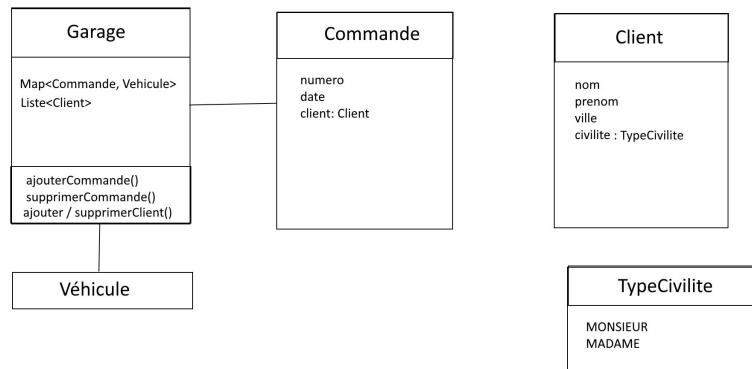 Garage
Map<Commande, Vehicule>
Liste<Client>
ajouterCommande()
supprimerCommande()
ajouter / supprimerClient()
Véhicule
Commande
numero
date
client: Client
Client
nom
prenom
ville
civilite : TypeCivilite
TypeCivilite
MONSIEUR
MADAME